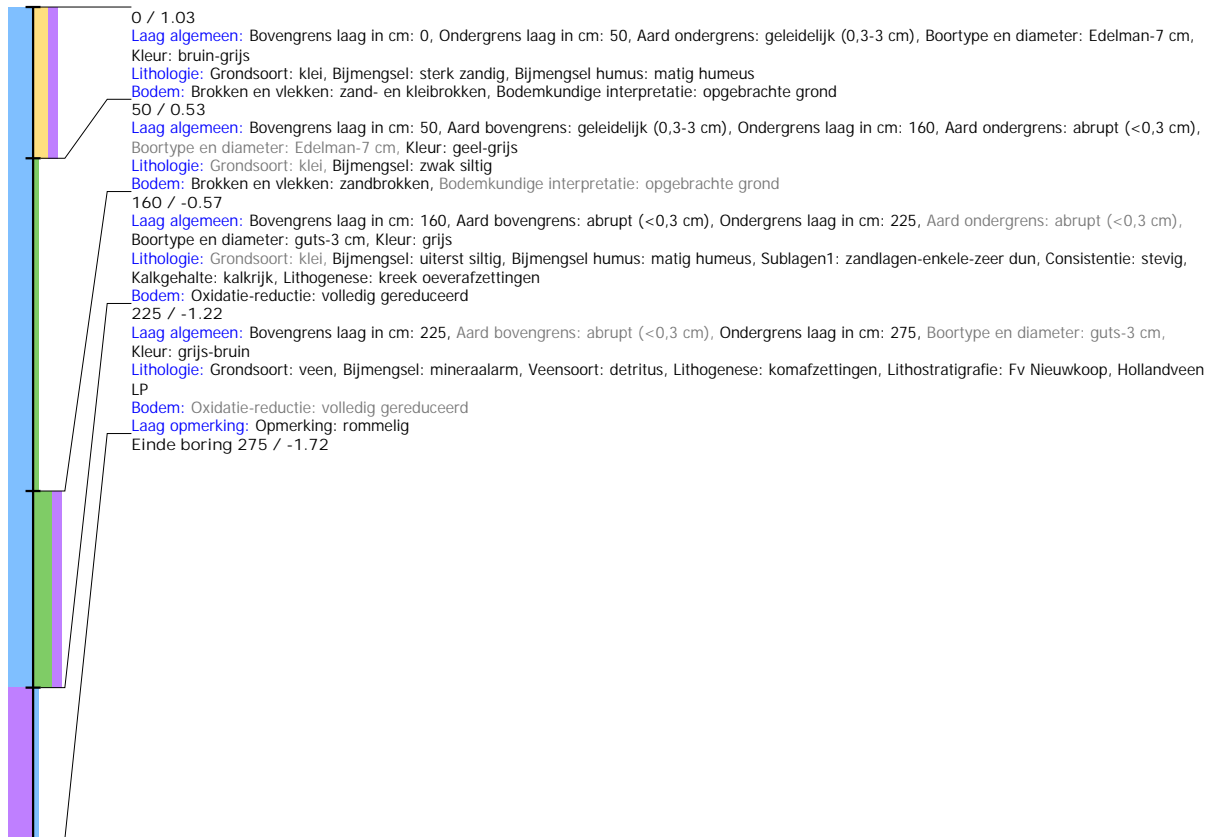 0 / 1.03
Laag algemeen: Bovengrens laag in cm: 0, Ondergrens laag in cm: 50, Aard ondergrens: geleidelijk (0,3-3 cm), Boortype en diameter: Edelman-7 cm,
Kleur: bruin-grijs
Lithologie: Grondsoort: klei, Bijmengsel: sterk zandig, Bijmengsel humus: matig humeus
Bodem: Brokken en vlekken: zand- en kleibrokken, Bodemkundige interpretatie: opgebrachte grond
50 / 0.53
Laag algemeen: Bovengrens laag in cm: 50, Aard bovengrens: geleidelijk (0,3-3 cm), Ondergrens laag in cm: 160, Aard ondergrens: abrupt (<0,3 cm),
Boortype en diameter: Edelman-7 cm, Kleur: geel-grijs
Lithologie: Grondsoort: klei, Bijmengsel: zwak siltig
Bodem: Brokken en vlekken: zandbrokken, Bodemkundige interpretatie: opgebrachte grond
160 / -0.57
Laag algemeen: Bovengrens laag in cm: 160, Aard bovengrens: abrupt (<0,3 cm), Ondergrens laag in cm: 225, Aard ondergrens: abrupt (<0,3 cm),
Boortype en diameter: guts-3 cm, Kleur: grijs
Lithologie: Grondsoort: klei, Bijmengsel: uiterst siltig, Bijmengsel humus: matig humeus, Sublagen1: zandlagen-enkele-zeer dun, Consistentie: stevig,
Kalkgehalte: kalkrijk, Lithogenese: kreek oeverafzettingen
Bodem: Oxidatie-reductie: volledig gereduceerd
225 / -1.22
Laag algemeen: Bovengrens laag in cm: 225, Aard bovengrens: abrupt (<0,3 cm), Ondergrens laag in cm: 275, Boortype en diameter: guts-3 cm,
Kleur: grijs-bruin
Lithologie: Grondsoort: veen, Bijmengsel: mineraalarm, Veensoort: detritus, Lithogenese: komafzettingen, Lithostratigrafie: Fv Nieuwkoop, Hollandveen
LP
Bodem: Oxidatie-reductie: volledig gereduceerd
Laag opmerking: Opmerking: rommelig
Einde boring 275 / -1.72